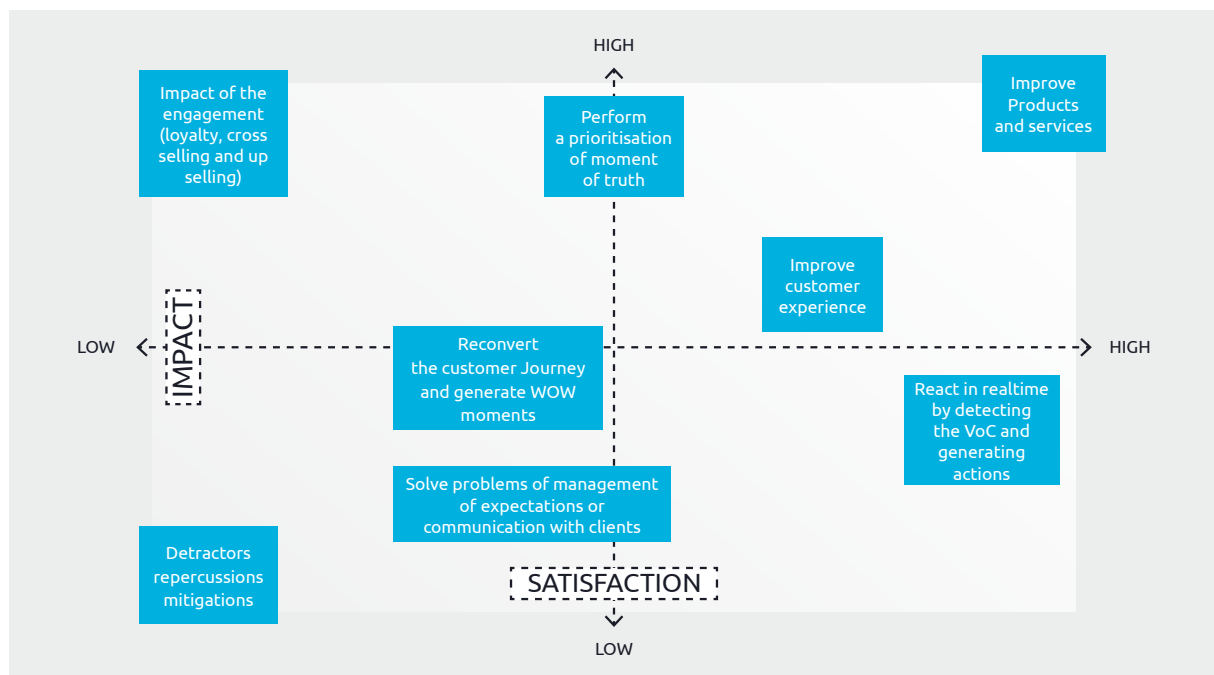 HIGH
Impact of the
engagement
(loyalty, cross
selling and up
selling)
Perform
a prioritisation
of moment
of truth
Improve
Products
and services
Improve
customer
experience
LOW
IMPACT
Reconvert
the customer Journey
and generate WOW
moments
HIGH
React in realtime
by detecting
the VoC and
generating
actions
Solve problems of management
of expectations or
communication with clients
Detractors
repercussions
mitigations
SATISFACTION
LOW